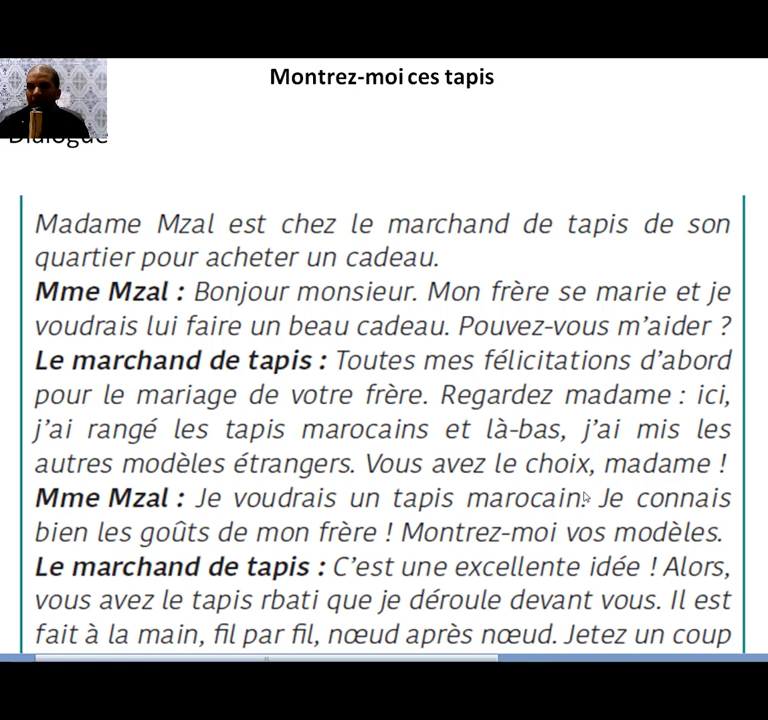 Montrez-moi ces tapis
Dialogue
Madame Mzal est chez le marchand de tapis de son
quartier pour acheter un cadeau.
Mme Mzal : Bonjour monsieur. Mon frère se marie et je
voudrais lui faire un beau cadeau. Pouvez-vous m’aider ?
Le marchand de tapis : Toutes mes félicitations d’abord
pour le mariage de votre frère. Regardez madame : ici,
j’ai rangé les tapis marocains et là-bas, j’ai mis les
autres modèles étrangers. Vous avez le choix, madame !
Mme Mzal : Je voudrais un tapis marocain. Je connais
bien les goûts de mon frère ! Montrez-moi vos modèles.
Le marchand de tapis : C’est une excellente idée ! Alors,
vous avez le tapis rbati que je déroule devant vous. Il est
fait à la main, fil par fil, nœud après nœud. Jetez un coup